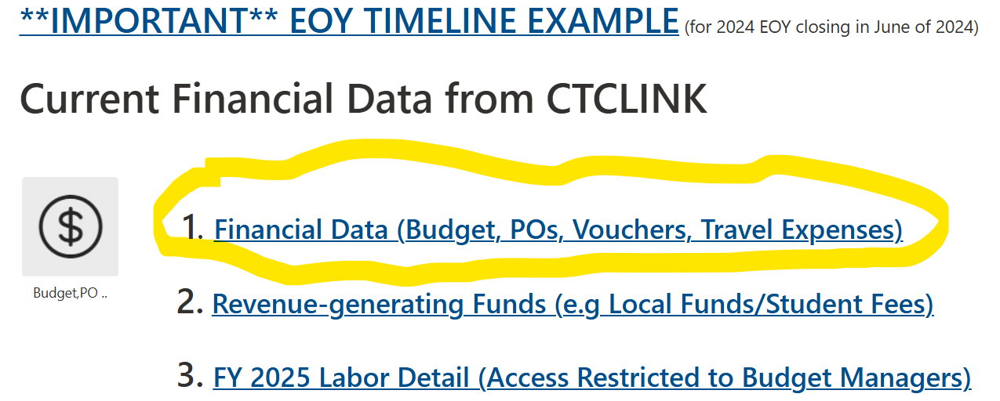 **IMPORTANT** EOY TIMELINE EXAMPLE (for 2024 EOY closing in June of 2024)
Current Financial Data from CTCLINK
1. Financial Data (Budget, POs, Vouchers, Travel Expenses)
Budget,PO ..
2. Revenue-generating Funds (e.g Local Funds/Student Fees)
3. FY 2025 Labor Detail (Access Restricted to Budget Managers)